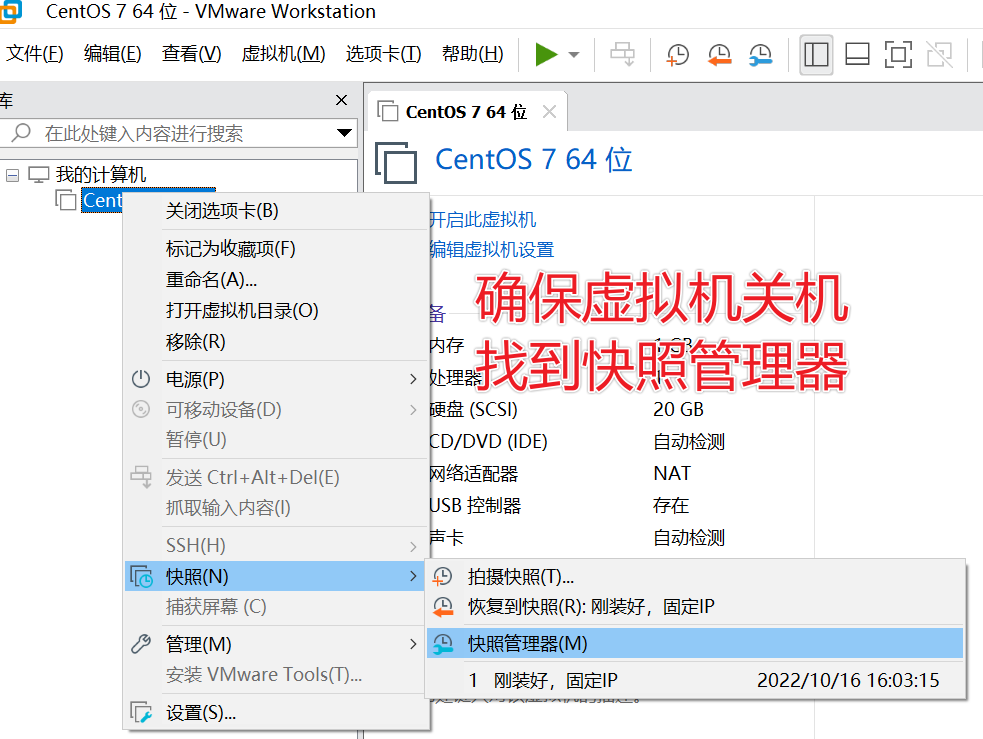 CentOS 7 64 位 - VMware Workstation
文件(F) 编辑(E) 查看(V) 虚拟机(M) 选项卡(T) 帮助(H)
库
在此处键入内容进行搜索
CentOS 7 64 位
CentOS 7 64 位
我的计算机
Cent
关闭选项卡(B)
标记为收藏项(F)
重命名(A)...
打开虚拟机目录(O)
移除(R)
电源(P)
可移动设备(D)
暂停(U)
发送 Ctrl+Alt+Del(E)
抓取输入内容(I)
SSH(H)
快照(N)
捕获屏幕 (C)
管理(M)
安装 VMware Tools(T)...
设置(S)...
开启此虚拟机
编辑虚拟机设置
确保虚拟机关机
找到快照管理器
备
内存 1 GB
处理器
硬盘 (SCSI) 20 GB
CD/DVD (IDE) 自动检测
网络适配器 NAT
USB 控制器 存在
声卡 自动检测
拍摄快照(T)...
恢复到快照(R): 刚装好，固定IP
快照管理器(M)
1 刚装好，固定IP 2022/10/16 16:03:15